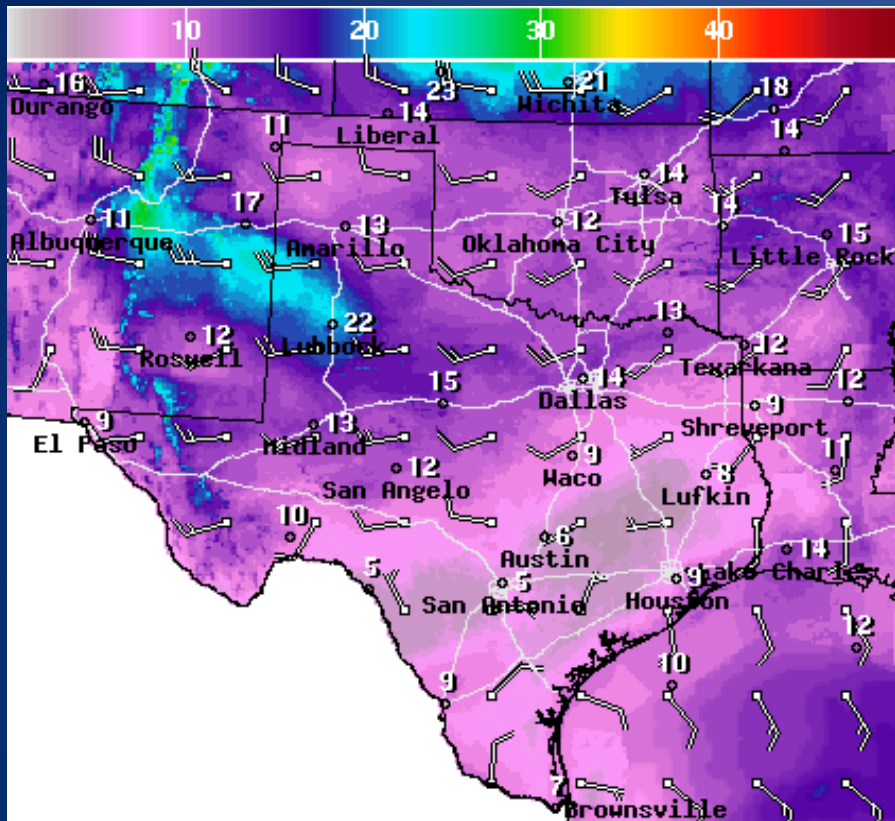 10 20 30 40
16 23 21 18
Durango Wichita
14
Liberal
11 14
14
Tulsa
11 17 13 12 14 15
Albuquerque Amarillo Oklahoma City Little Rock
12 22 13 12
Roswell Lubbock Texarkana
15 14 9 12
Dallas
9 13 Shreveport
El Paso Midland
12 9 8 11
San Angelo Waco Lufkin
10 6 14
Austin Lake Charles
5 5 9
San Antonio Houston
12
9 10
7
Brownsville